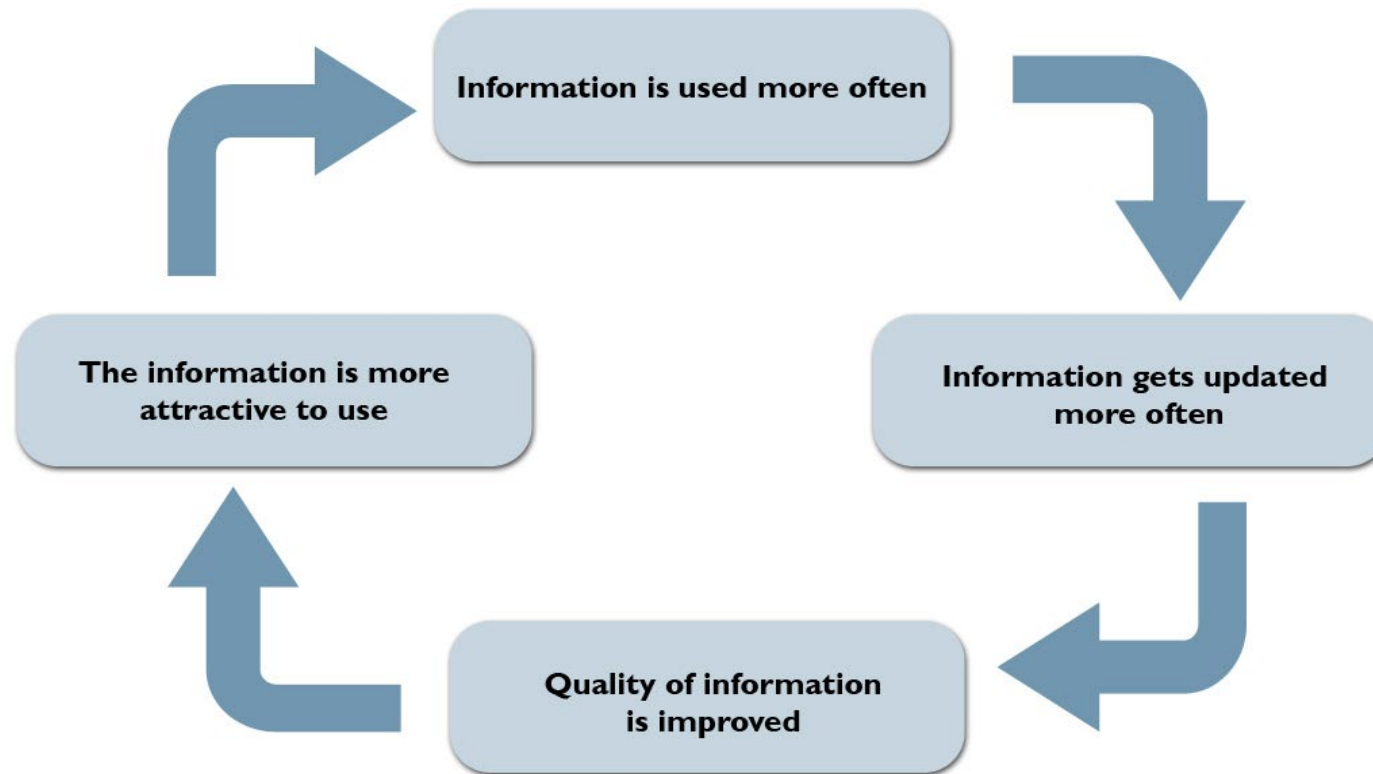 Information is used more often
Information gets updated
more often
Quality of information
is improved
The information is more
attractive to use